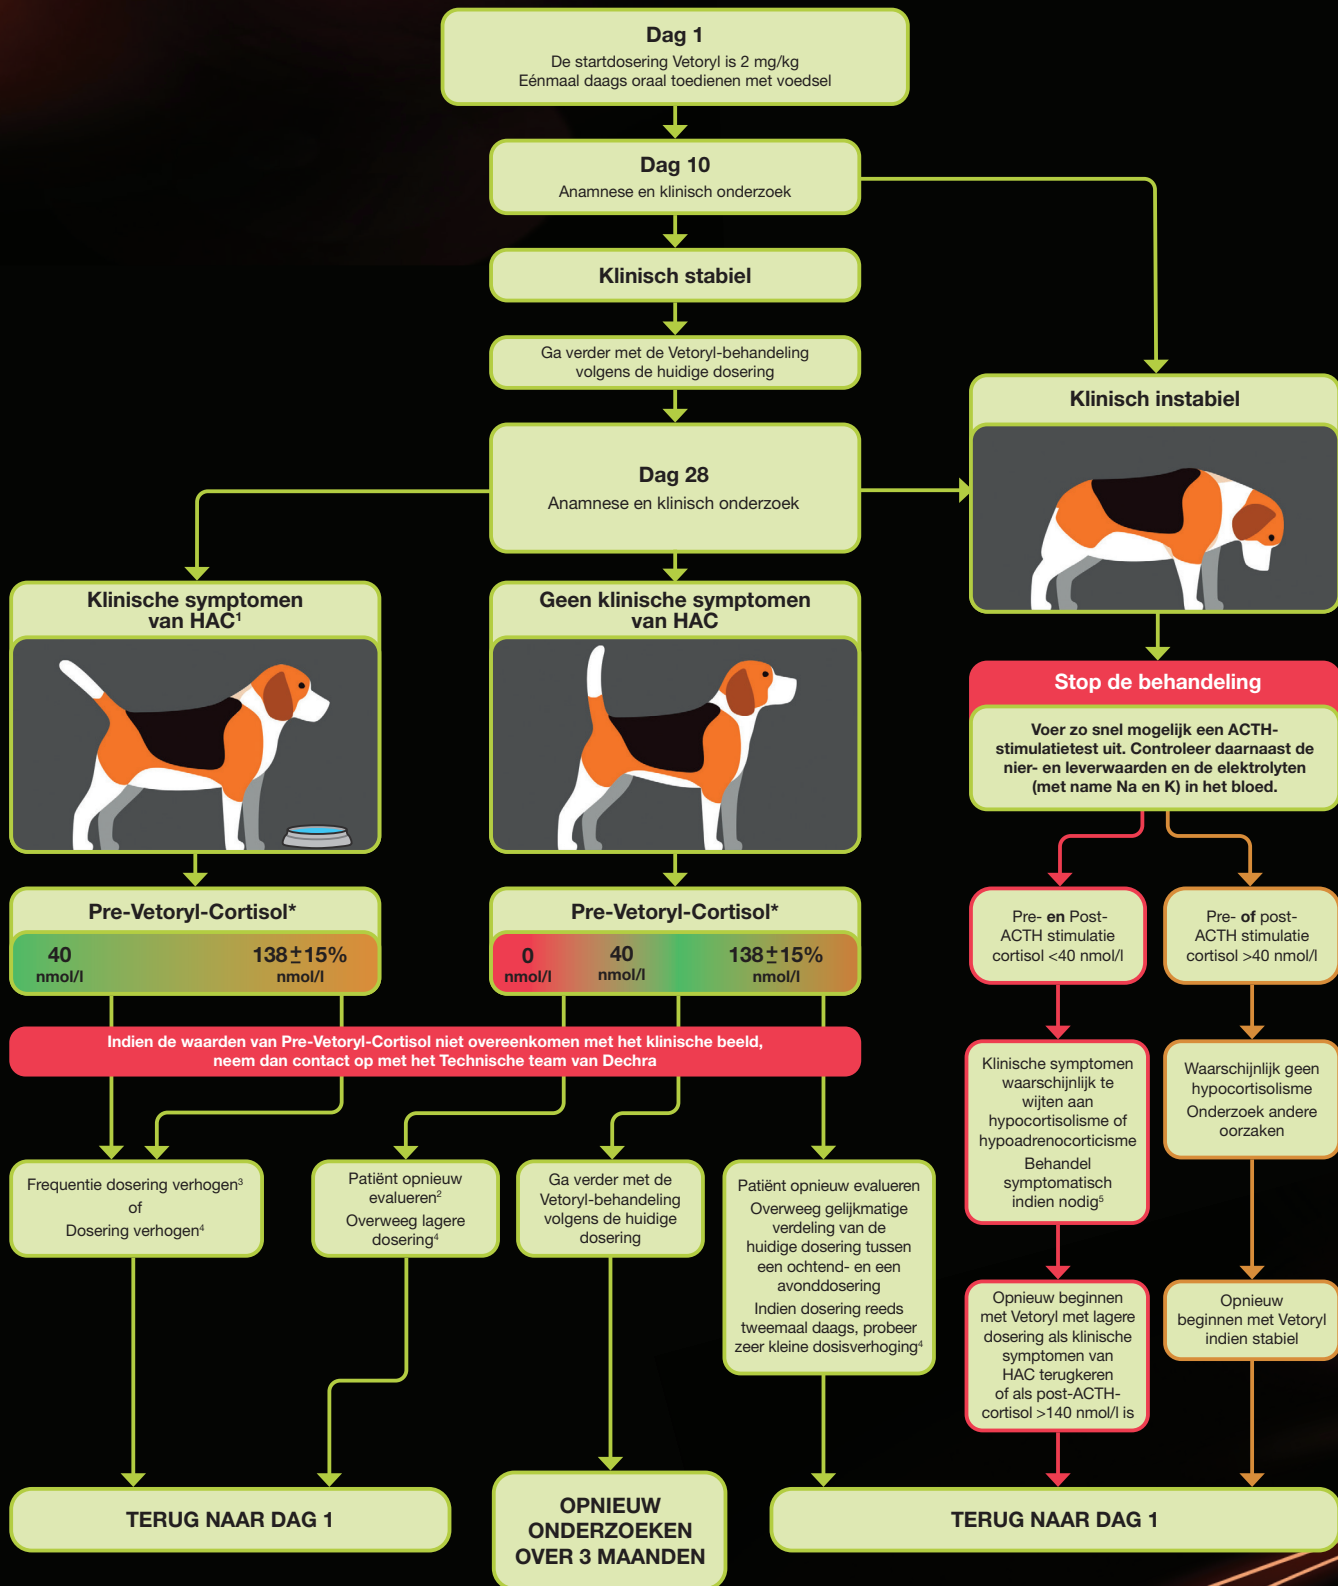 Dag 1
De startdosering Vetoryl is 2 mg/kg
Eénmaal daags oraal toedienen met voedsel
Dag 10
Anamnese en klinisch onderzoek
Klinisch stabiel
Ga verder met de Vetoryl-behandeling
volgens de huidige dosering
Dag 28
Anamnese en klinisch onderzoek
Klinisch instabiel
Klinische symptomen
van HAC¹
Geen klinische symptomen
van HAC
Stop de behandeling
Voer zo snel mogelijk een ACTH-
stimulatietest uit. Controleer daarnaast de
nier- en leverwaarden en de elektrolyten
(met name Na en K) in het bloed.
Pre-Vetoryl-Cortisol*
40
nmol/l
138±15%
nmol/l
Pre-Vetoryl-Cortisol*
0
nmol/l
40
nmol/l
138±15%
nmol/l
Pre- en Post-
ACTH stimulatie
cortisol <40 nmol/l
Pre- of post-
ACTH stimulatie
cortisol >40 nmol/l
Indien de waarden van Pre-Vetoryl-Cortisol niet overeenkomen met het klinische beeld,
neem dan contact op met het Technische team van Dechra
Klinische symptomen
waarschijnlijk te
wijten aan
hypocortisolisme of
hypoadrenocorticisme
Behandel
symptomatisch
indien nodig⁵
Waarschijnlijk geen
hypocortisolisme
Onderzoek andere
oorzaken
Frequentie dosering verhogen³
of
Dosering verhogen⁴
Patiënt opnieuw
evalueren²
Overweeg lagere
dosering⁴
Ga verder met de
Vetoryl-behandeling
volgens de huidige
dosering
Patiënt opnieuw evalueren
Overweeg gelijkmatige
verdeling van de
huidige dosering tussen
een ochtend- en een
avonddosering
Indien dosering reeds
tweemaal daags, probeer
zeer kleine dosisverhoging⁴
Opnieuw beginnen
met Vetoryl met lagere
dosering als klinische
symptomen van
HAC terugkeren
of als post-ACTH-
cortisol >140 nmol/l is
Opnieuw
beginnen met Vetoryl
indien stabiel
TERUG NAAR DAG 1
OPNIEUW
ONDERZOEKEN
OVER 3 MAANDEN
TERUG NAAR DAG 1